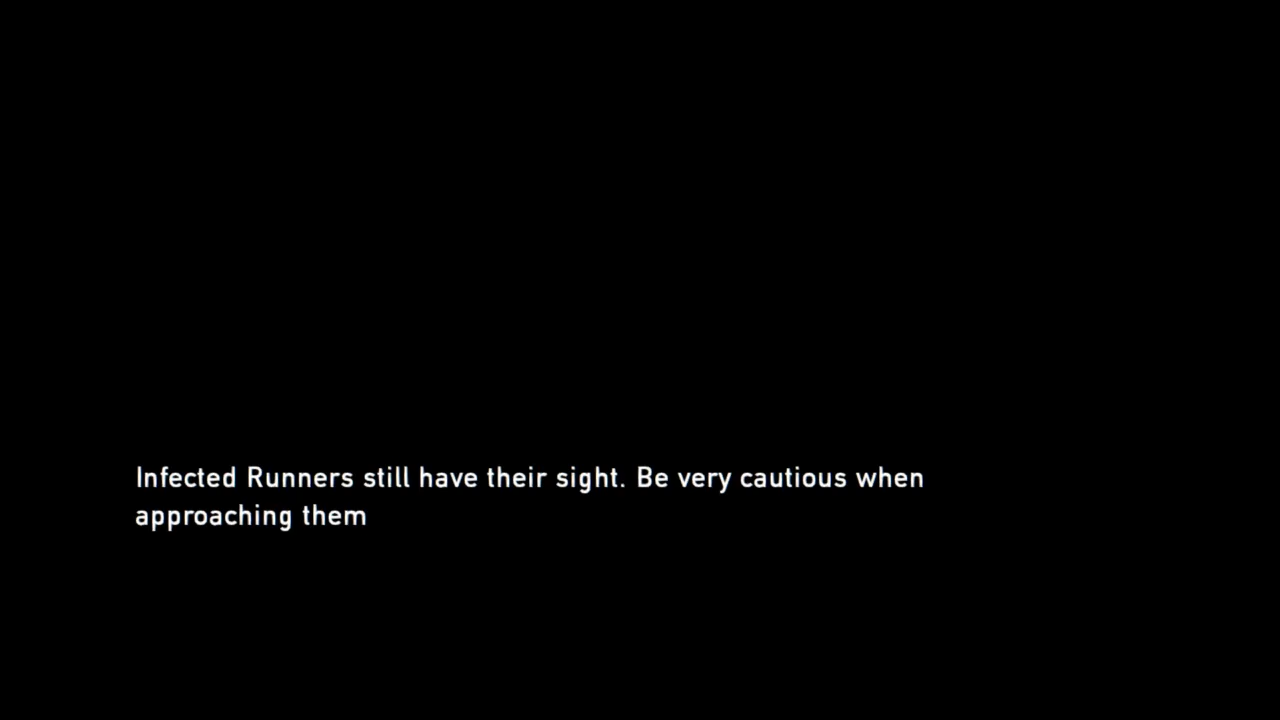 Infected Runners still have their sight. Be very cautious when
approaching them